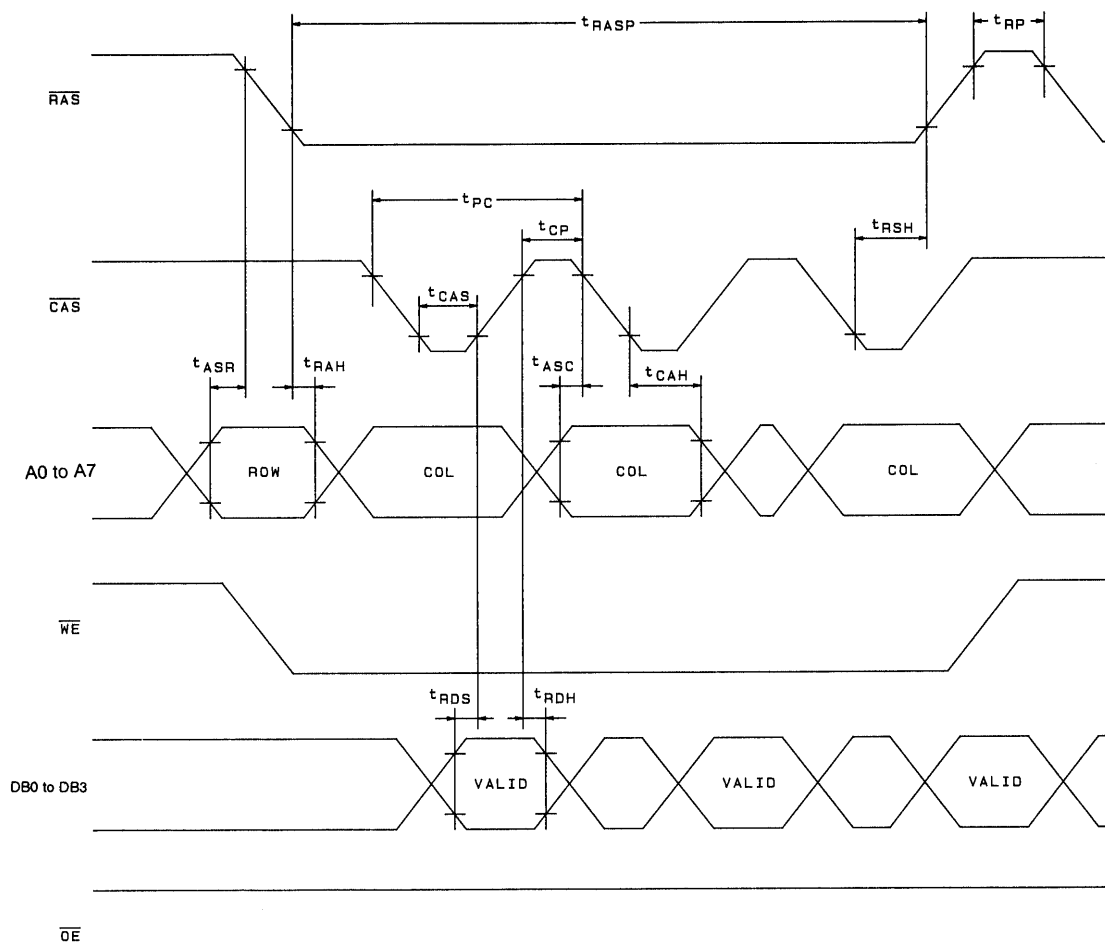 tRASP
tRP
RAS
tPC
tCP
tRSH
CAS
tCAS
tASR
tRAH
tASC
tCAH
A0 to A7
ROW
COL
COL
COL
WE
tRDS
tRDH
DB0 to DB3
VALID
VALID
VALID
OE